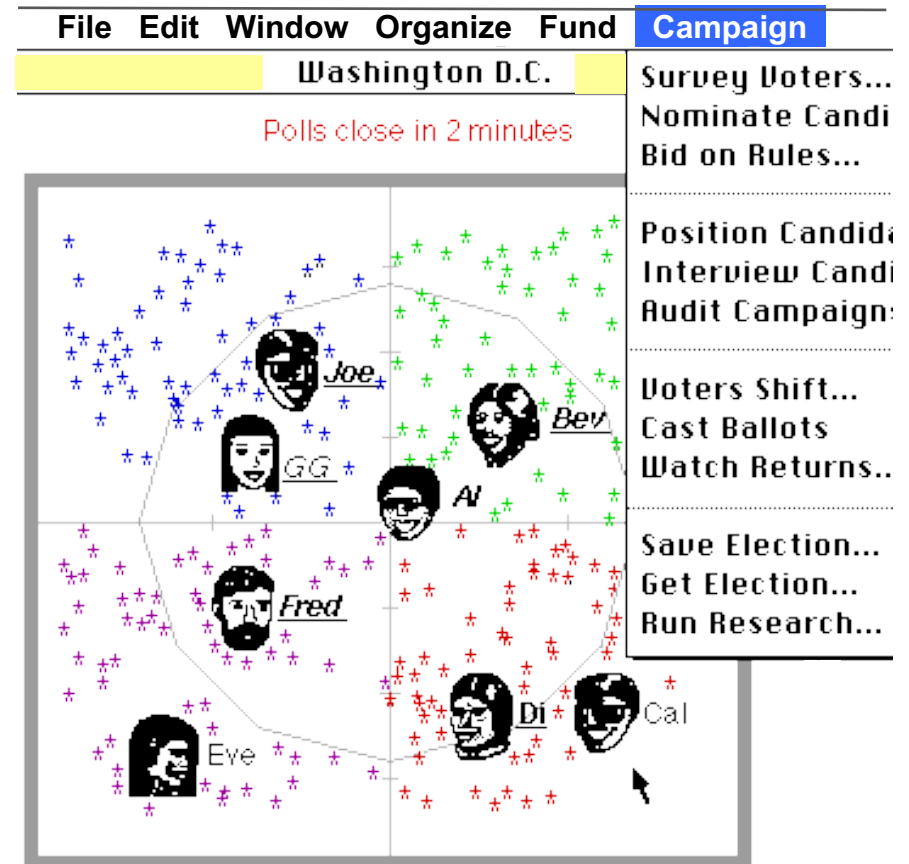 File Edit Window Organize Fund Campaign
Washington D.C.
Survey Voters...
Nominate Candi
Bid on Rules...
Polls close in 2 minutes
Position Candida
Interview Candi
Audit Campaigns
Voters Shift...
Cast Ballots
Watch Returns..
Save Election...
Get Election...
Run Research...
Joe
Bev
GG
Al
Fred
Di
Cal
Eve